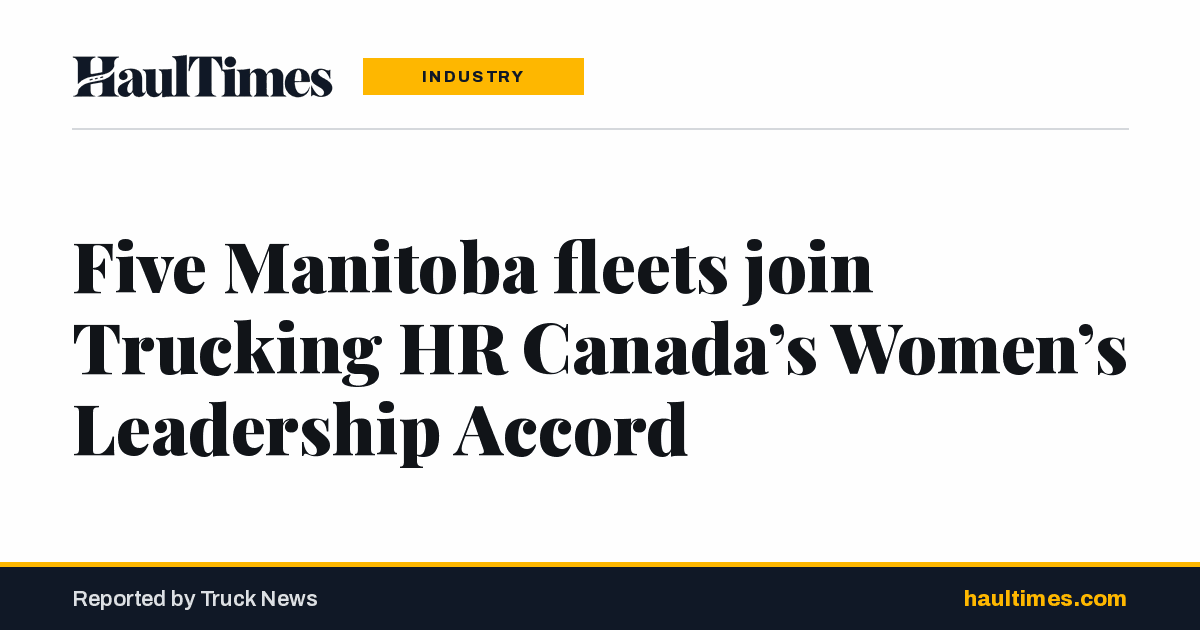 HaulTimes
INDUSTRY
Five Manitoba fleets join
Trucking HR Canada’s Women’s
Leadership Accord
Reported by Truck News
haultimes.com